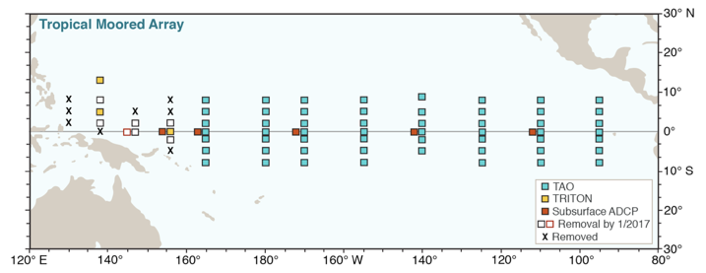 Tropical Moored Array
30° N
20°
10°
0°
10° S
20°
30°
TAO
TRITON
Subsurface ADCP
Removal by 1/2017
X Removed
120° E 140° 160° 180° 160° W 140° 120° 100° 80°